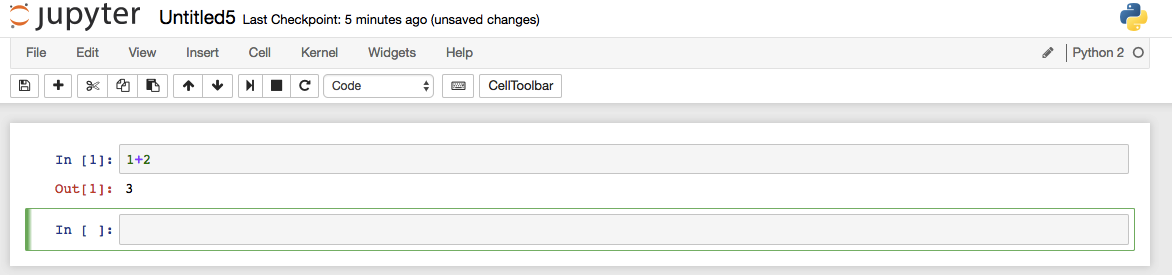 jupyter Untitled5 Last Checkpoint: 5 minutes ago (unsaved changes)
File Edit View Insert Cell Kernel Widgets Help Python 2
Code CellToolbar
In [1]: 1+2
Out[1]: 3
In [ ]: